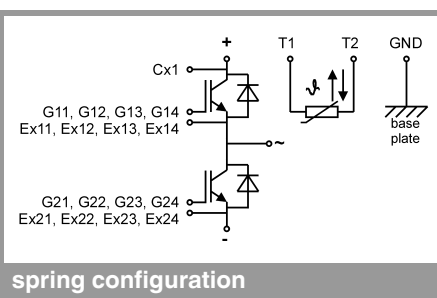 + T1 T2 GND
Cx1
ϑ
G11, G12, G13, G14
Ex11, Ex12, Ex13, Ex14
base
plate
~
G21, G22, G23, G24
Ex21, Ex22, Ex23, Ex24
-
spring configuration